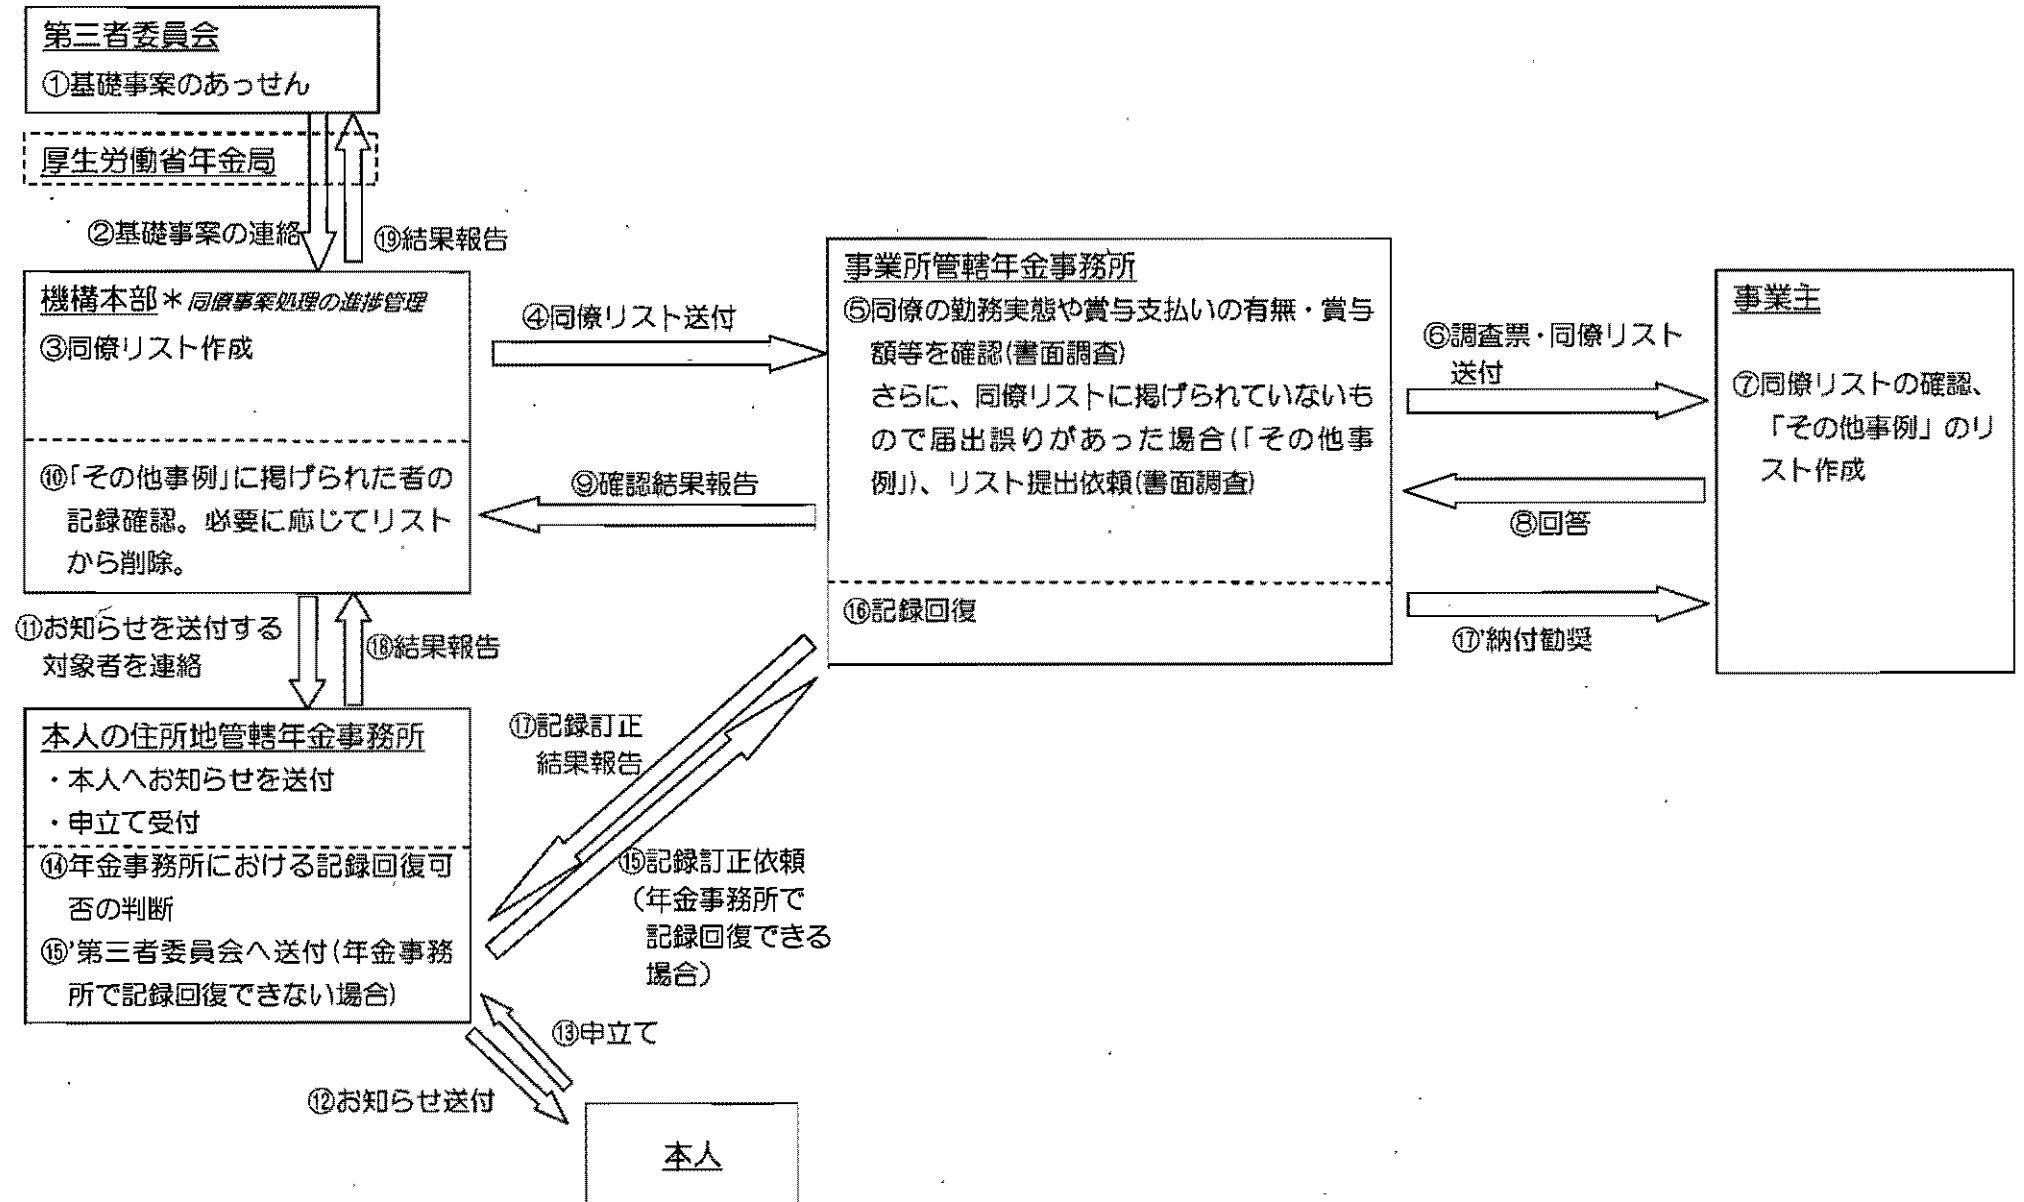 第三者委員会
①基礎事案のあっせん
厚生労働省年金局
②基礎事案の連絡
⑲結果報告
機構本部＊同僚事案処理の進捗管理
③同僚リスト作成
⑩「その他事例」に掲げられた者の
記録確認。必要に応じてリスト
から削除。
④同僚リスト送付
⑨確認結果報告
事業所管轄年金事務所
⑤同僚の勤務実態や賞与支払いの有無・賞与
額等を確認(書面調査)
さらに、同僚リストに掲げられていないも
ので届出誤りがあった場合(「その他事
例」)、リスト提出依頼(書面調査)
⑯記録回復
⑥調査票・同僚リスト
送付
⑧回答
⑰'納付勧奨
事業主
⑦同僚リストの確認、
「その他事例」のリ
スト作成
⑪お知らせを送付する
対象者を連絡
⑱結果報告
本人の住所地管轄年金事務所
・本人へお知らせを送付
・申立て受付
⑭年金事務所における記録回復可
否の判断
⑮'第三者委員会へ送付(年金事務
所で記録回復できない場合)
⑰記録訂正
結果報告
⑮記録訂正依頼
(年金事務所で
記録回復できる
場合)
⑬申立て
⑫お知らせ送付
本人